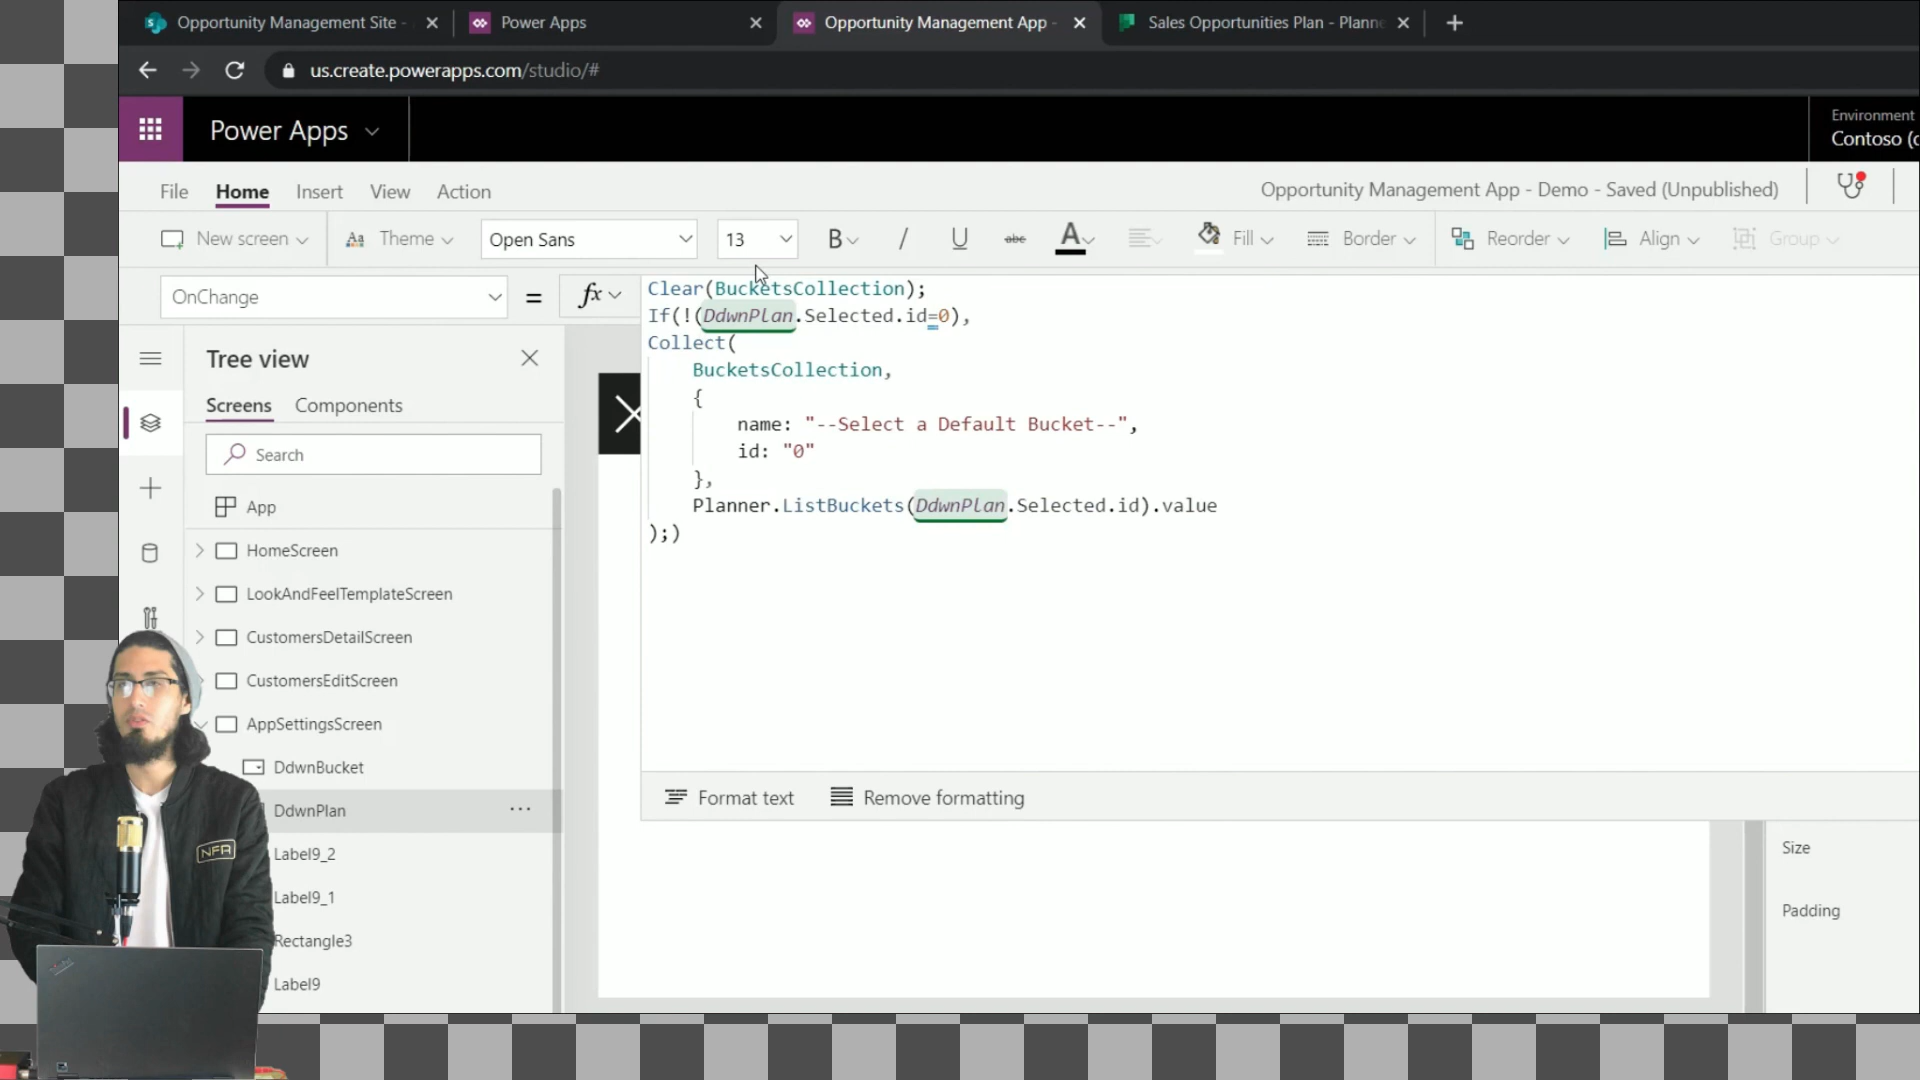 Opportunity Management Site -
Power Apps
Opportunity Management App -
Sales Opportunities Plan - Planne
us.create.powerapps.com/studio/#
Power Apps
Environment
Contoso (c
File
Home
Insert
View
Action
Opportunity Management App - Demo - Saved (Unpublished)
New screen
Theme
Open Sans
13
B
/
U
abc
A
Fill
Border
Reorder
Align
Group
OnChange
=
fx
Clear(BucketsCollection);
If(!(DdwnPlan.Selected.id=0),
Collect(
BucketsCollection,
{
name: "--Select a Default Bucket--",
id: "0"
},
Planner.ListBuckets(DdwnPlan.Selected.id).value
);)
Format text
Remove formatting
Tree view
Screens
Components
Search
App
HomeScreen
LookAndFeelTemplateScreen
CustomersDetailScreen
CustomersEditScreen
AppSettingsScreen
DdwnBucket
DdwnPlan
Label9_2
Label9_1
Rectangle3
Label9
Size
Padding
NFA